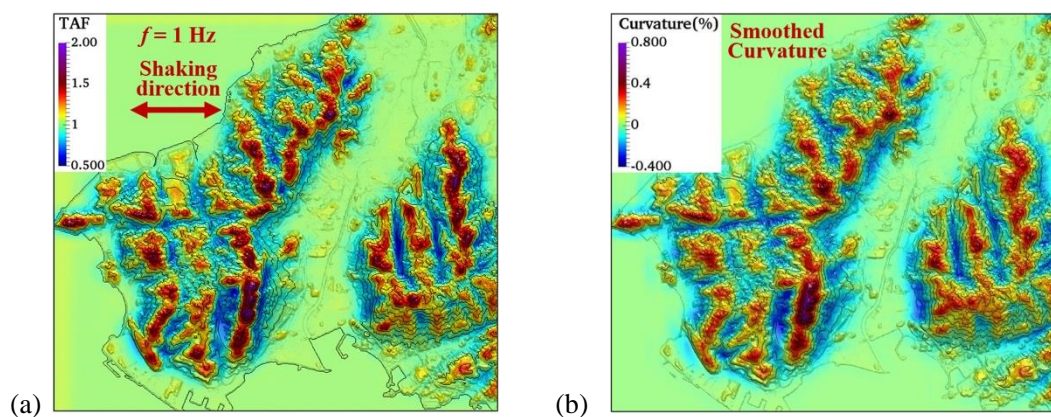 TAF
2.00
1.5
1
0.500
f = 1 Hz
Shaking
direction
(a)
Curvature(%)
0.800
0.4
0
-0.400
Smoothed
Curvature
(b)